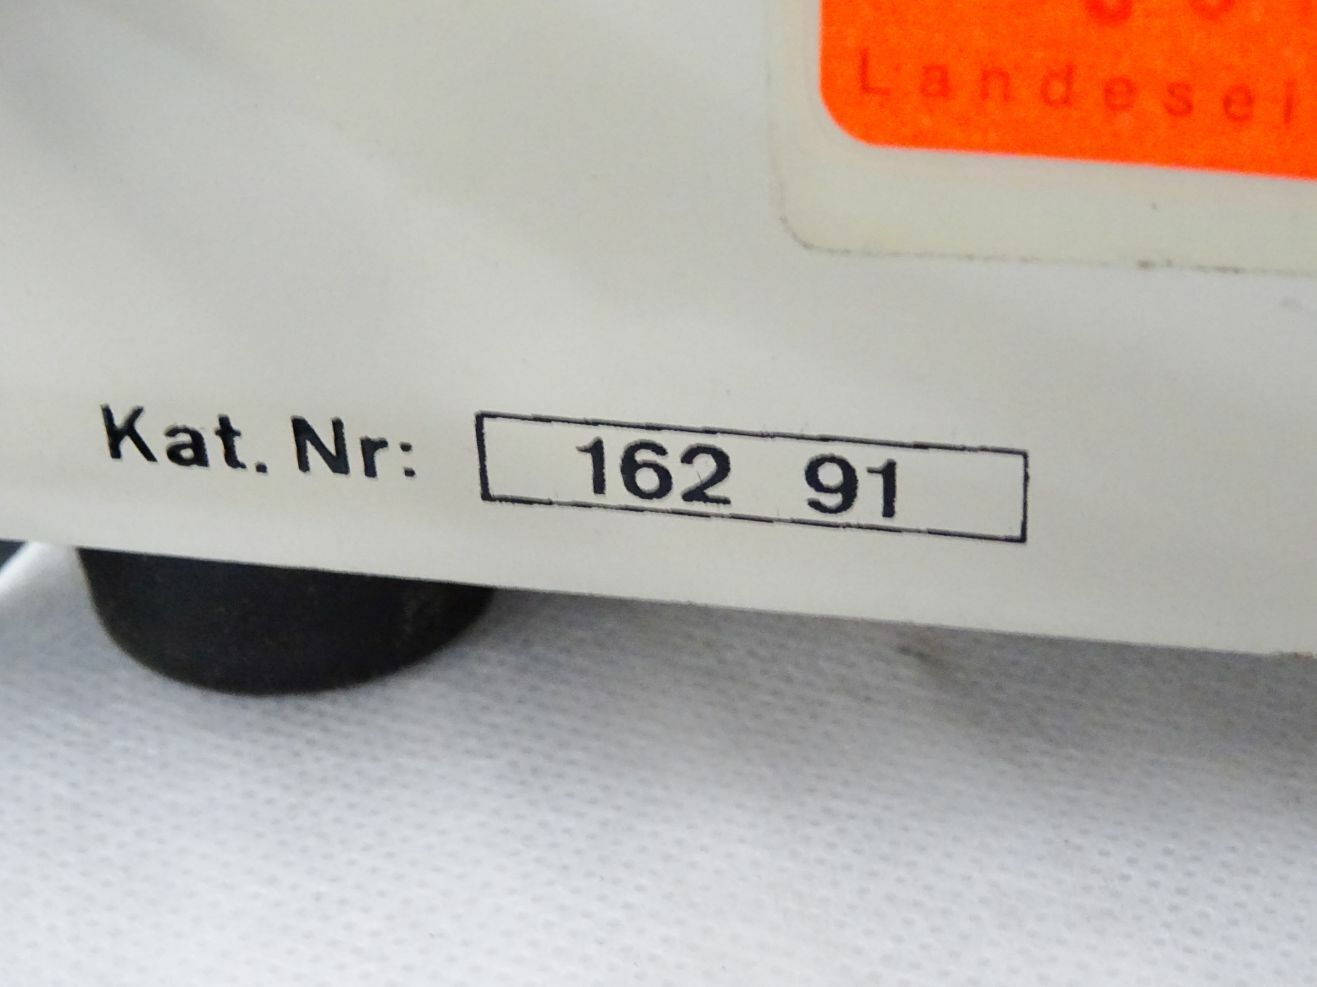 Landesei
Kat. Nr: 162 91